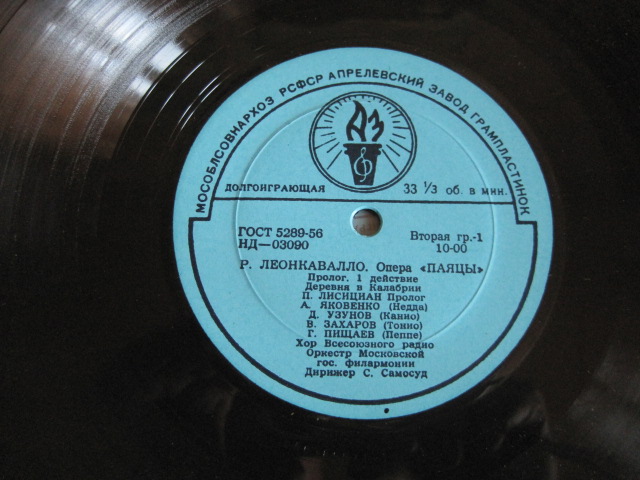 МОСОБЛСОВНАРХОЗ РСФСР АПРЕЛЕВСКИЙ ЗАВОД ГРАМПЛАСТИНОК
АЗ
ДОЛГОИГРАЮЩАЯ 33 1/3 об. в мин.
ГОСТ 5289-56 Вторая гр.-1
НД—03090 10-00
Р. ЛЕОНКАВАЛЛО. Опера «ПАЯЦЫ»
Пролог, 1 действие
Деревня в Калабрии
П. ЛИСИЦИАН Пролог
А. ЯКОВЕНКО (Недда)
Д. УЗУНОВ (Канио)
В. ЗАХАРОВ (Тонио)
Г. ПИЩАЕВ (Пеппе)
Хор Всесоюзного радио
Оркестр Московской
гос. филармонии
Дирижер С. Самосуд